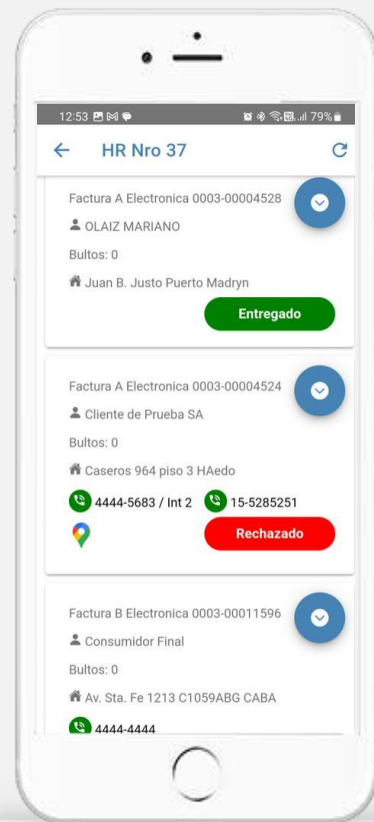 12:53 79%
HR Nro 37
Factura A Electronica 0003-00004528
OLAIZ MARIANO
Bultos: 0
Juan B. Justo Puerto Madryn
Entregado
Factura A Electronica 0003-00004524
Cliente de Prueba SA
Bultos: 0
Caseros 964 piso 3 HAedo
4444-5683 / Int 2 15-5285251
Rechazado
Factura B Electronica 0003-00011596
Consumidor Final
Bultos: 0
Av. Sta. Fe 1213 C1059ABG CABA
4444-4444